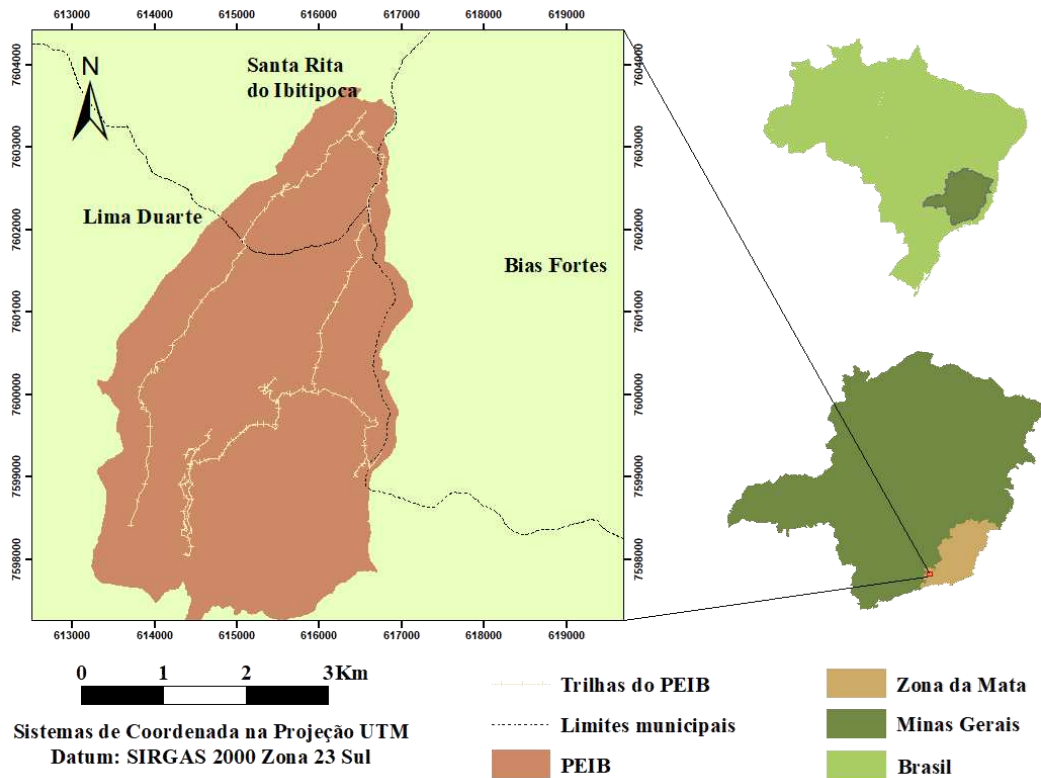 613000 614000 615000 616000 617000 618000 619000
7604000
7603000
7602000
7601000
7600000
7599000
7598000
N
Santa Rita
do Ibitipoca
Lima Duarte
Bias Fortes
7604000
7603000
7602000
7601000
7600000
7599000
7598000
613000 614000 615000 616000 617000 618000 619000
0 1 2 3Km
Sistemas de Coordenada na Projeção UTM
Datum: SIRGAS 2000 Zona 23 Sul
Trilhas do PEIB
Limites municipais
PEIB
Zona da Mata
Minas Gerais
Brasil